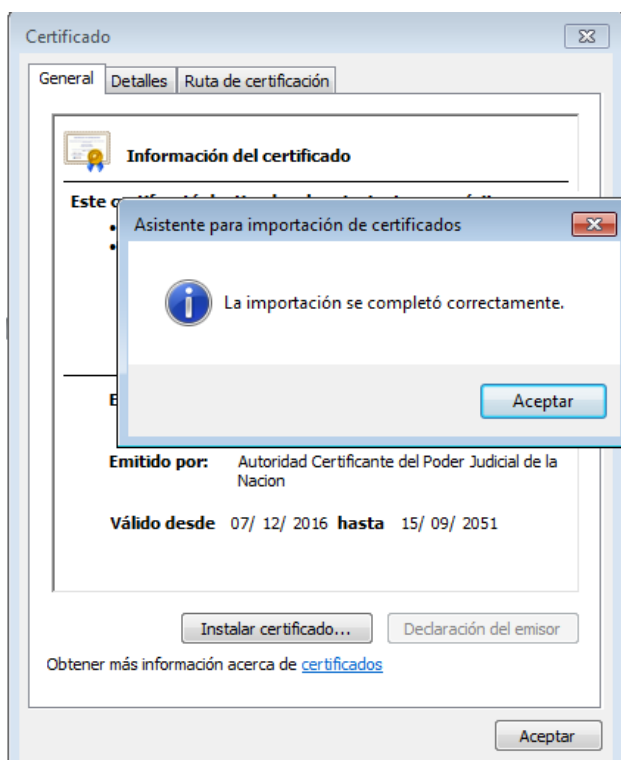 Certificado
General Detalles Ruta de certificación
Información del certificado
Este
Asistente para importación de certificados
La importación se completó correctamente.
Aceptar
Emitido por: Autoridad Certificante del Poder Judicial de la
Nacion
Válido desde 07/ 12/ 2016 hasta 15/ 09/ 2051
Instalar certificado... Declaración del emisor
Obtener más información acerca de certificados
Aceptar